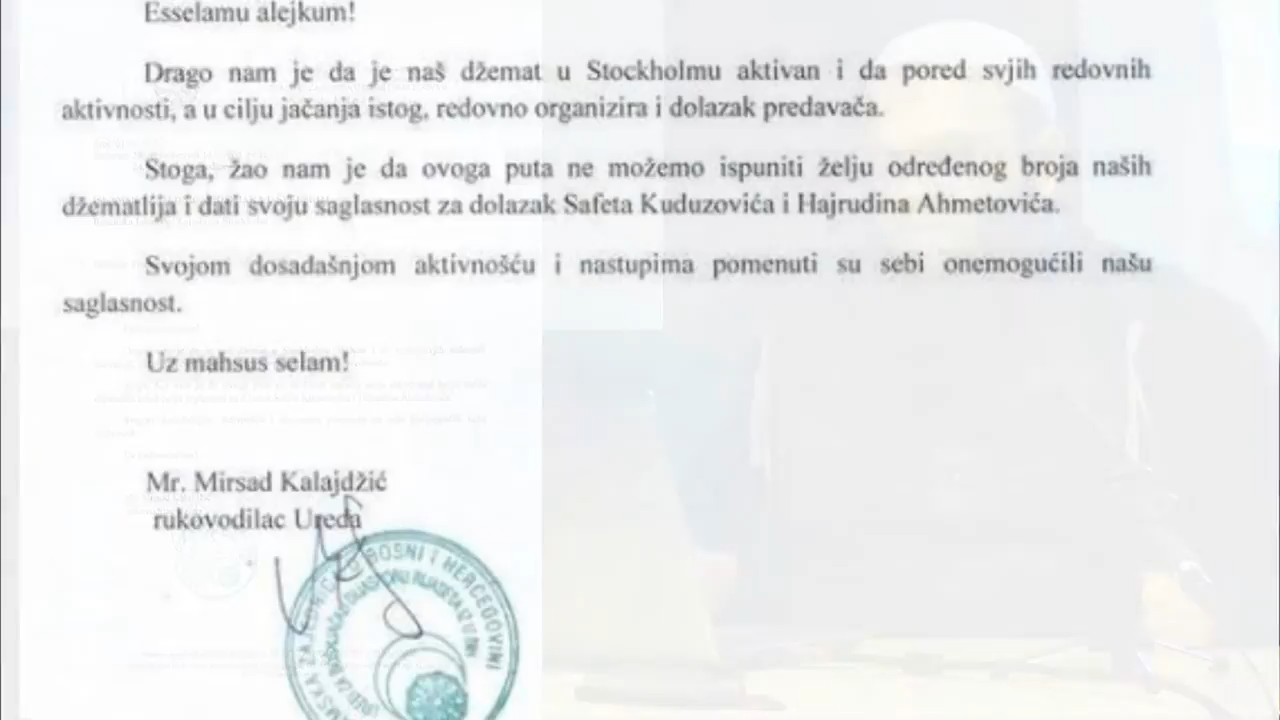 Esselamu alejkum!
Drago nam je da je naš džemat u Stockholmu aktivan i da pored svjih redovnih
aktivnosti, a u cilju jačanja istog, redovno organizira i dolazak predavača.
Stoga, žao nam je da ovoga puta ne možemo ispuniti želju određenog broja naših
džematlija i dati svoju saglasnost za dolazak Safeta Kuduzovića i Hajrudina Ahmetovića.
Svojom dosadašnjom aktivnošću i nastupima pomenuti su sebi onemogućili našu
saglasnost.
Uz mahsus selam!
Mr. Mirsad Kalajdžić
rukovodilac Ureda
BOSNI I HERCEGOVINI